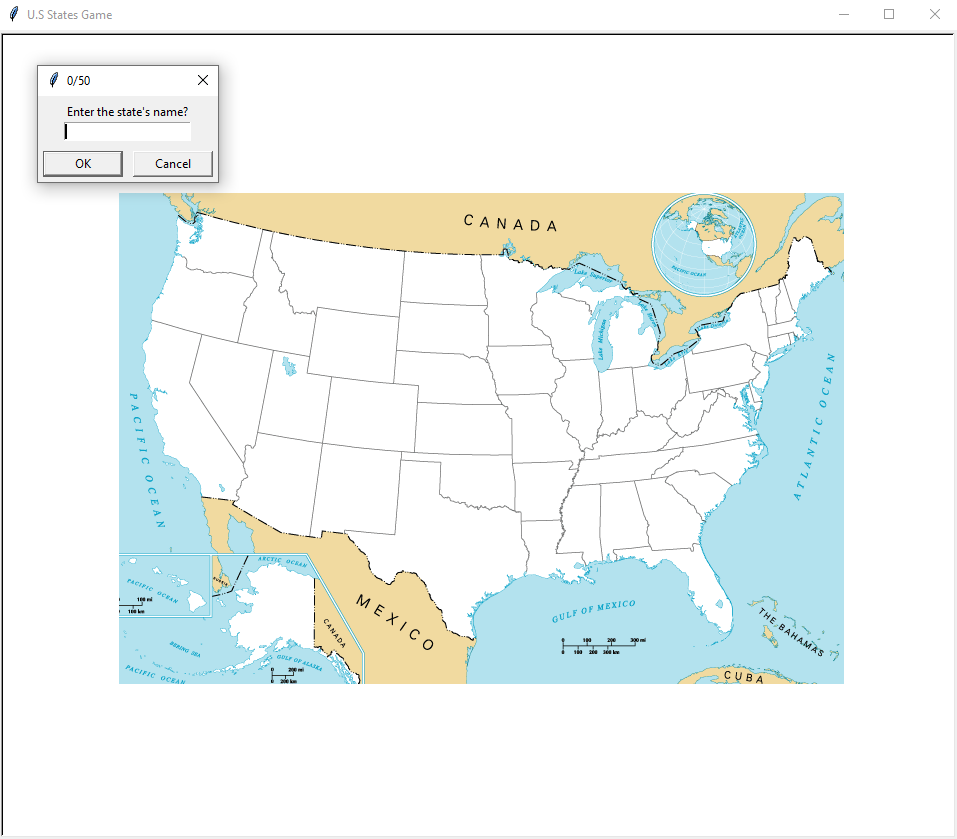 U.S States Game
0/50
Enter the state's name?
OK
Cancel
CANADA
PACIFIC OCEAN
Lake Superior
Lake Michigan
PACIFIC OCEAN
ATLANTIC OCEAN
ARCTIC OCEAN
RUSSIA
PACIFIC OCEAN
100 mi
100 km
CANADA
MEXICO
GULF OF MEXICO
0 100 200 300 mi
0 100 200 300 km
THE BAHAMAS
BERING SEA
GULF OF ALASKA
PACIFIC OCEAN
0 200 mi
0 200 km
CUBA